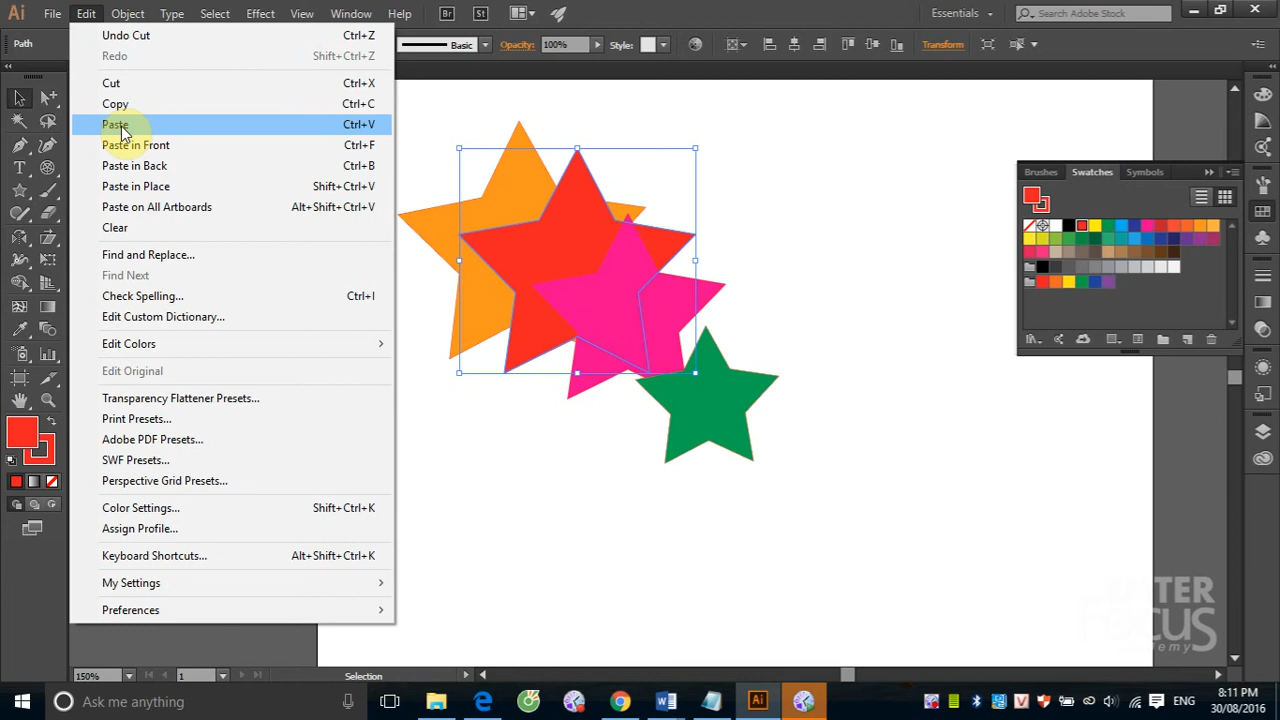 Ai File Edit Object Type Select Effect View Window Help Br St Essentials Search Adobe Stock
Path Basic Opacity: 100% Style: Transform
Undo Cut Ctrl+Z
Redo Shift+Ctrl+Z
Cut Ctrl+X
Copy Ctrl+C
Paste Ctrl+V
Paste in Front Ctrl+F
Paste in Back Ctrl+B
Paste in Place Shift+Ctrl+V
Paste on All Artboards Alt+Shift+Ctrl+V
Clear
Find and Replace...
Find Next
Check Spelling... Ctrl+I
Edit Custom Dictionary...
Edit Colors
Edit Original
Transparency Flattener Presets...
Print Presets...
Adobe PDF Presets...
SWF Presets...
Perspective Grid Presets...
Color Settings... Shift+Ctrl+K
Assign Profile...
Keyboard Shortcuts... Alt+Shift+Ctrl+K
My Settings
Preferences
Brushes Swatches Symbols
150% 1 Selection
Ask me anything
ENG
8:11 PM
30/08/2016